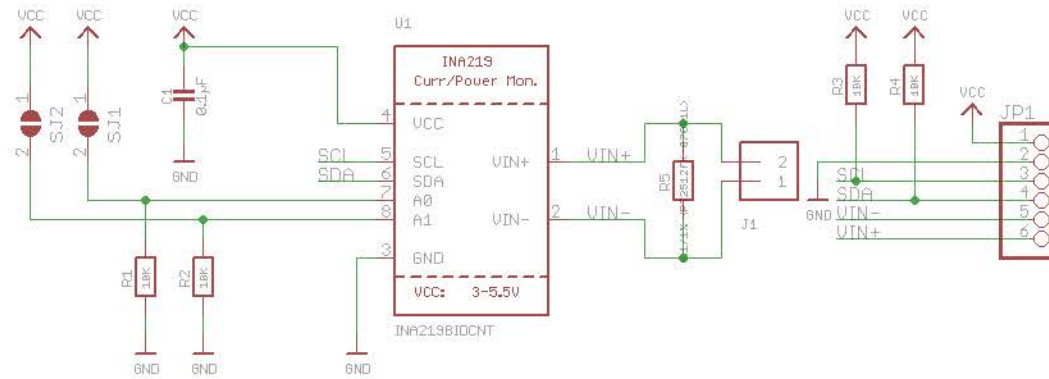 VCC
VCC
VCC
1
SJ2
2
1
SJ1
2
C1
0.1µF
GND
R1
10K
R2
10K
GND
GND
GND
U1
INA219
Curr/Power Mon.
4
VCC
SCL
5
SCL
SDA
6
SDA
7
A0
8
A1
3
GND
VIN+
1
VIN+
VIN-
2
VIN-
VCC: 3-5.5V
INA219BIDCNT
R5
2
1
J1
VCC
VCC
R3
10K
R4
10K
VCC
JP1
1
2
SCL
3
SDA
4
GND
VIN-
5
VIN+
6